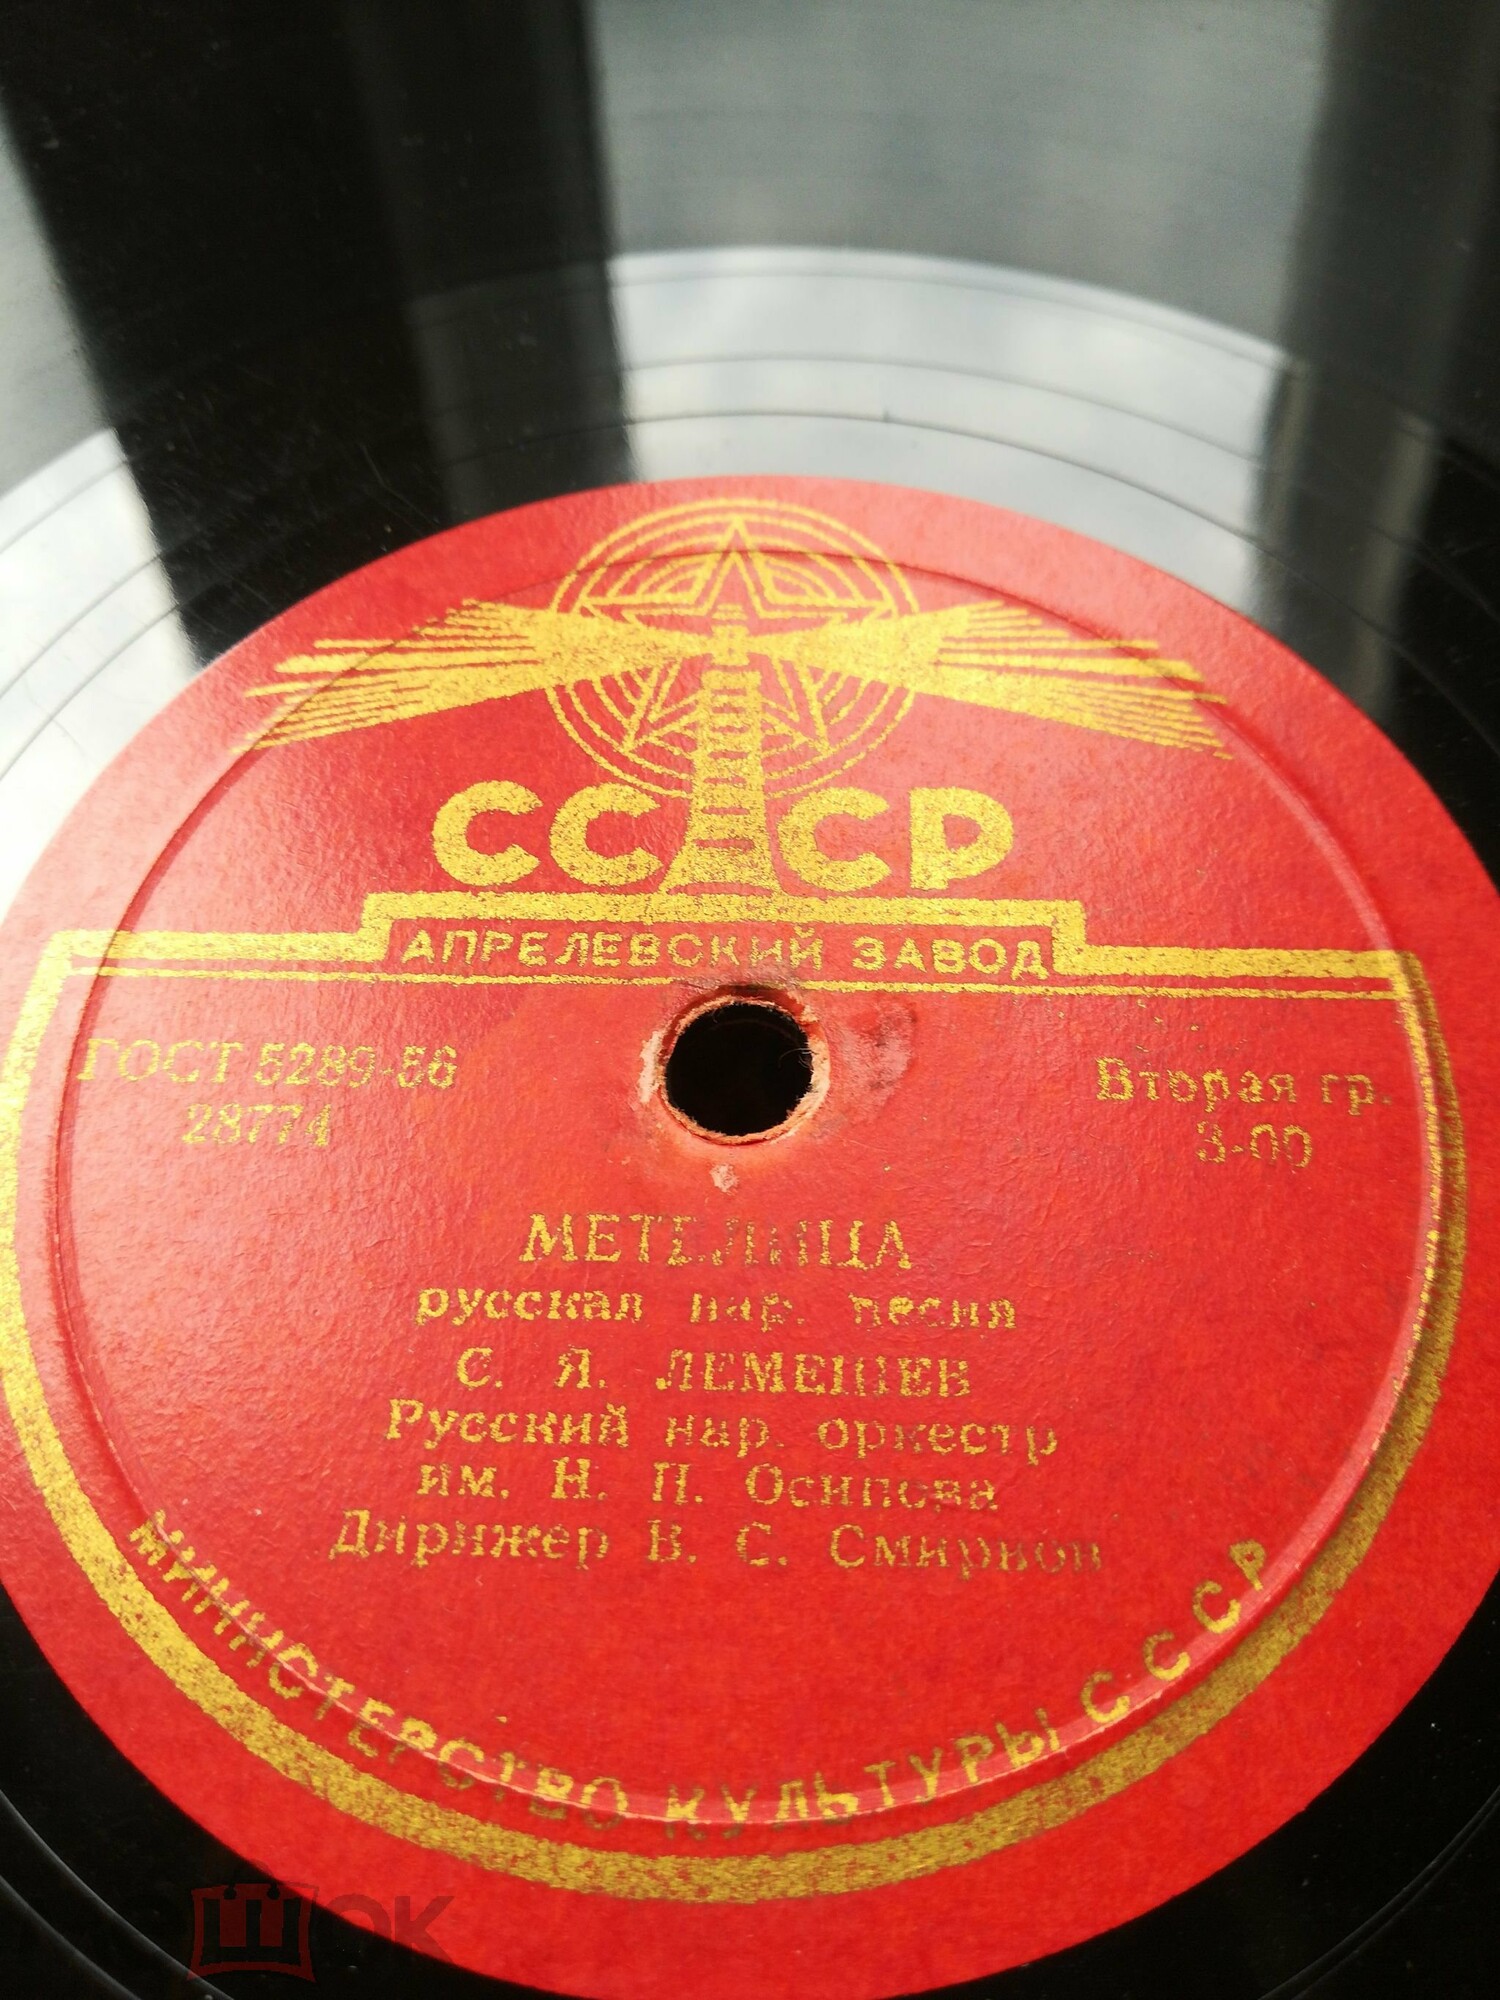 СССР
АПРЕЛЕВСКИЙ ЗАВОД
ГОСТ 5289-56
28774
Вторая гр.
3-00
МЕТЕЛИЦА
русская нар. песня
С. Я. ЛЕМЕШЕВ
Русский нар. оркестр
им. Н. П. Осипова
Дирижер В. С. Смирнов
МИНИСТЕРСТВО КУЛЬТУРЫ СССР